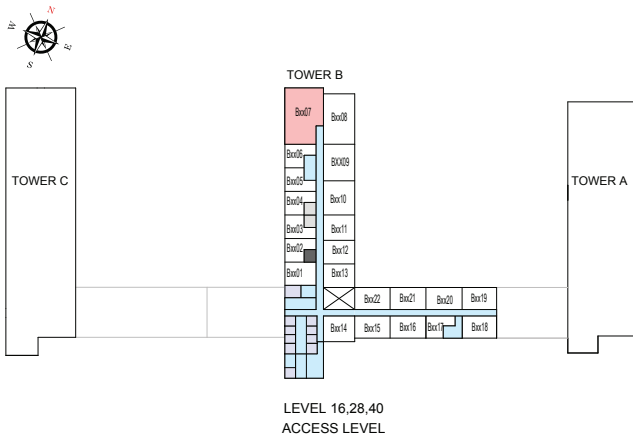 N
W
E
S
TOWER B
Bxx07
Bxx08
Bxx06
BXX09
Bxx05
TOWER C
TOWER A
Bxx04
Bxx10
Bxx03
Bxx11
Bxx02
Bxx12
Bxx01
Bxx13
Bxx22
Bxx21
Bxx20
Bxx19
Bxx14
Bxx15
Bxx16
Bxx17
Bxx18
LEVEL 16,28,40
ACCESS LEVEL